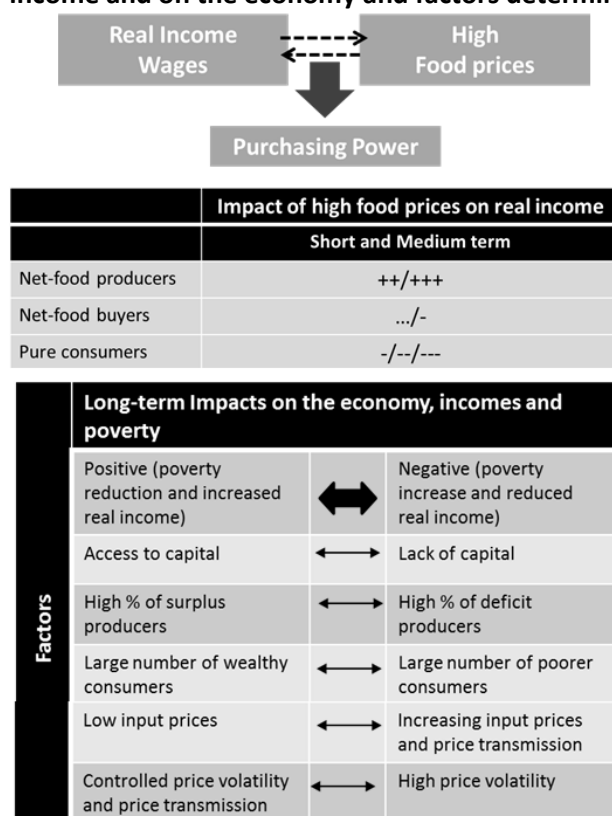 income and on the economy and factors determi
Real Income
Wages
High
Food prices
Purchasing Power
Impact of high food prices on real income
Short and Medium term
Net-food producers
++/+++
Net-food buyers
.../-
Pure consumers
-/--/---
Long-term Impacts on the economy, incomes and
poverty
Factors
Positive (poverty
reduction and increased
real income)
Negative (poverty
increase and reduced
real income)
Access to capital
Lack of capital
High % of surplus
producers
High % of deficit
producers
Large number of wealthy
consumers
Large number of poorer
consumers
Low input prices
Increasing input prices
and price transmission
Controlled price volatility
and price transmission
High price volatility